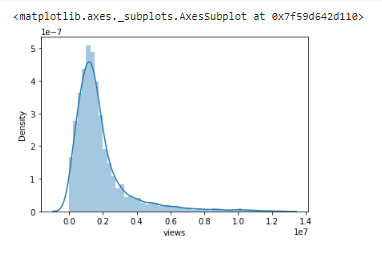 <matplotlib.axes._subplots.AxesSubplot at 0x7f59d642d110>
1e−7
5
4
3
2
1
0
Density
0.0 0.2 0.4 0.6 0.8 1.0 1.2 1.4
views
1e7